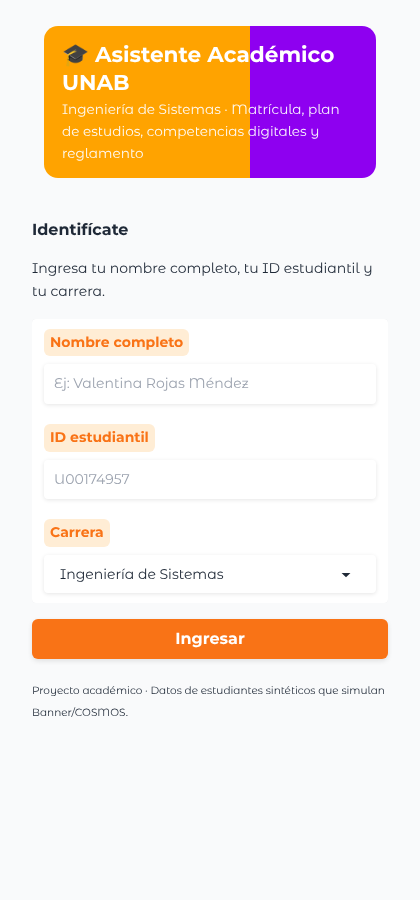 🎓 Asistente Académico
UNAB
Ingeniería de Sistemas · Matrícula, plan
de estudios, competencias digitales y
reglamento
Identifícate
Ingresa tu nombre completo, tu ID estudiantil y
tu carrera.
Nombre completo
Ej: Valentina Rojas Méndez
ID estudiantil
U00174957
Carrera
Ingeniería de Sistemas
Ingresar
Proyecto académico · Datos de estudiantes sintéticos que simulan
Banner/COSMOS.